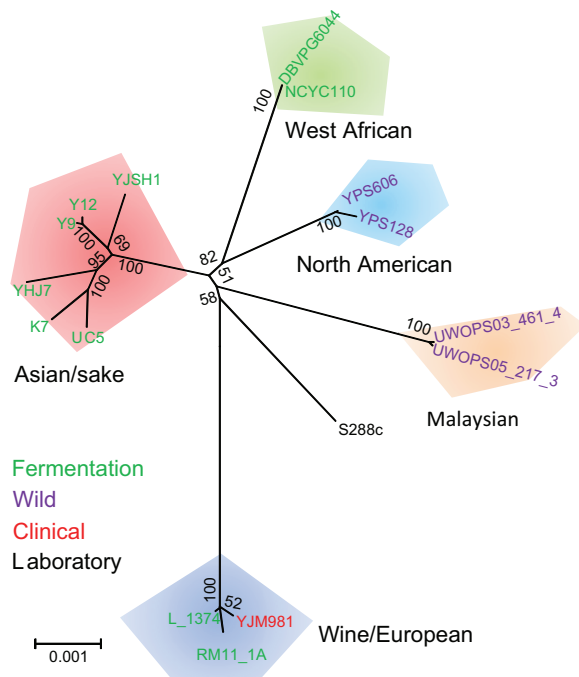 DBVPG6044
NCYC110
100
West African
YJSH1
Y12
Y9
100
69
95
100
YHJ7
100
K7
UC5
Asian/sake
82
51
58
YPS606
YPS128
100
North American
100
UWOPS03_461_4
UWOPS05_217_3
Malaysian
S288c
Fermentation
Wild
Clinical
Laboratory
100
52
L_1374
YJM981
RM11_1A
Wine/European
0.001